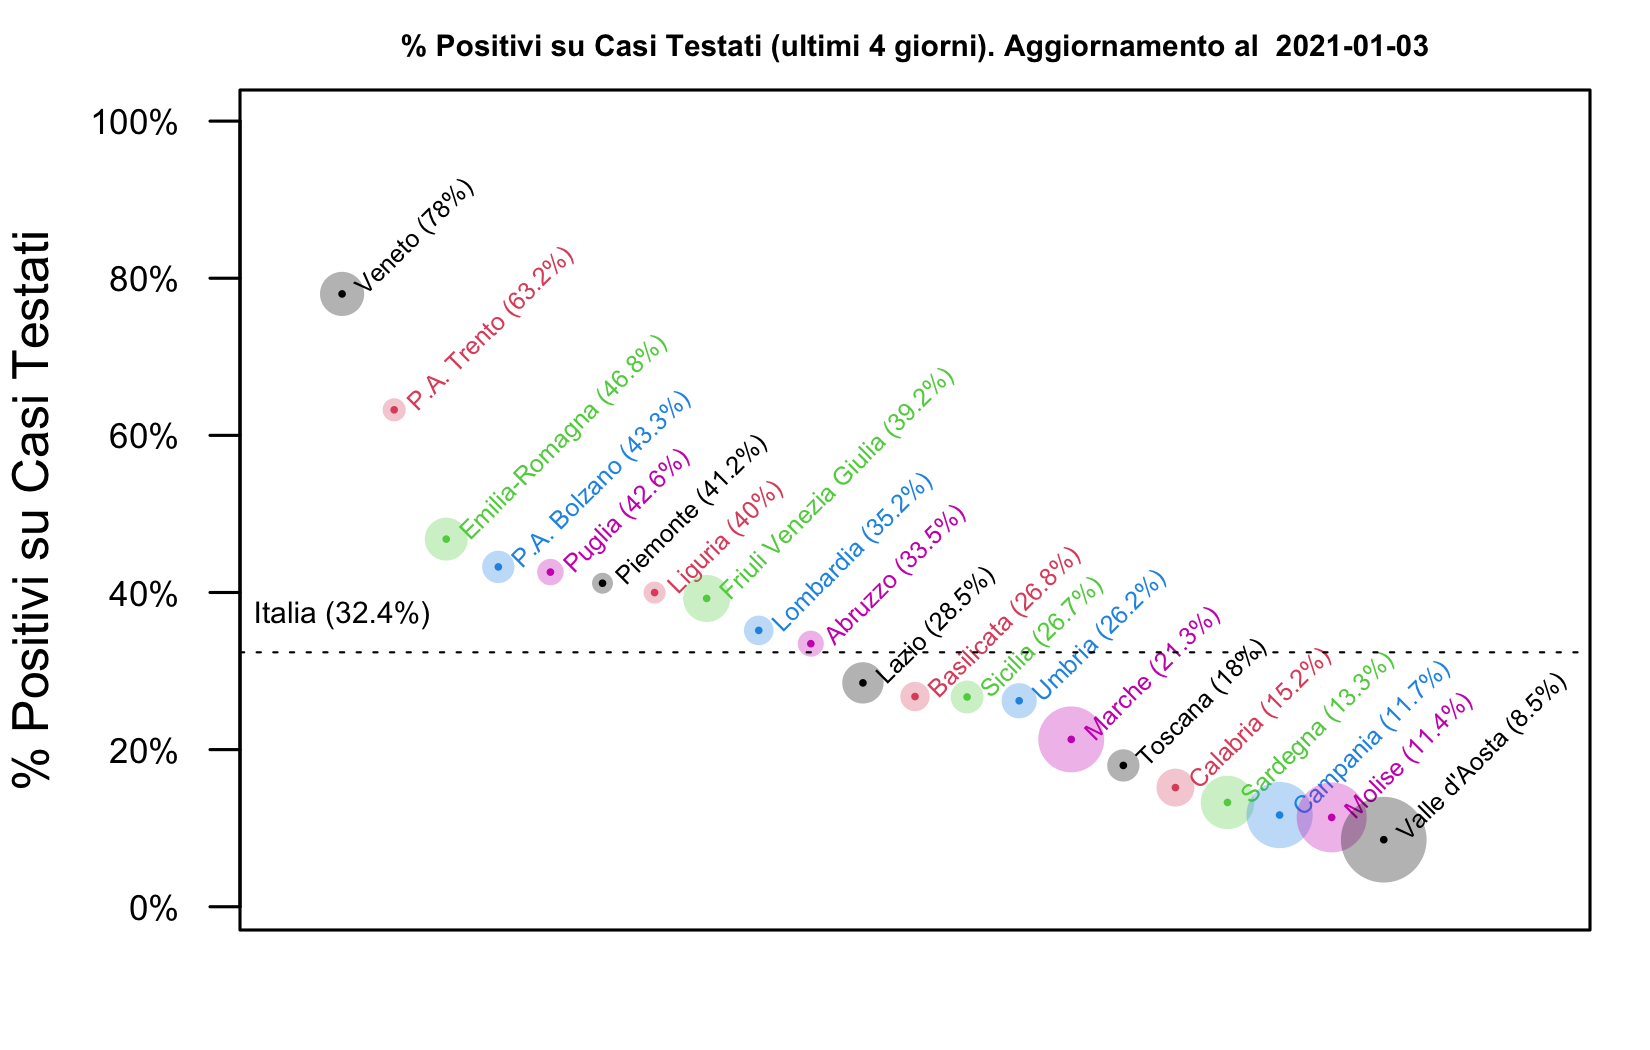 % Positivi su Casi Testati (ultimi 4 giorni). Aggiornamento al  2021-01-03
% Positivi su Casi Testati
100%
80%
60%
40%
20%
0%
Veneto (78%)
P.A. Trento (63.2%)
Emilia-Romagna (46.8%)
P.A. Bolzano (43.3%)
Puglia (42.6%)
Piemonte (41.2%)
Liguria (40%)
Friuli Venezia Giulia (39.2%)
Lombardia (35.2%)
Abruzzo (33.5%)
Italia (32.4%)
Lazio (28.5%)
Basilicata (26.8%)
Sicilia (26.7%)
Umbria (26.2%)
Marche (21.3%)
Toscana (18%)
Calabria (15.2%)
Sardegna (13.3%)
Campania (11.7%)
Molise (11.4%)
Valle d'Aosta (8.5%)